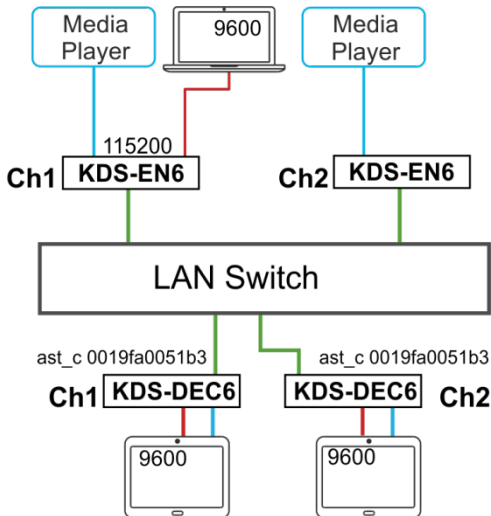 Media
Player
9600
Media
Player
115200
Ch1 KDS-EN6
Ch2 KDS-EN6
LAN Switch
ast_c 0019fa0051b3
ast_c 0019fa0051b3
Ch1 KDS-DEC6
KDS-DEC6 Ch2
9600
9600